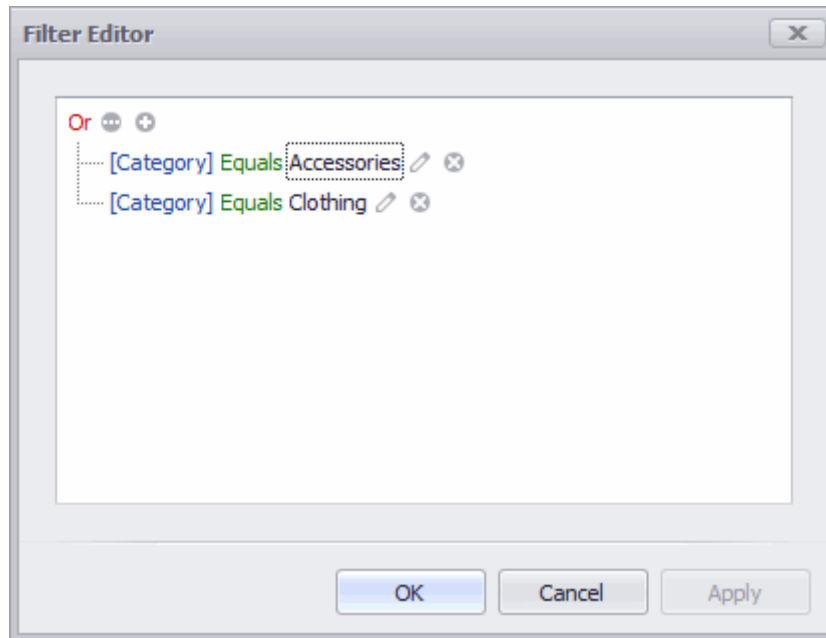 Filter Editor
Or
[Category] Equals Accessories
[Category] Equals Clothing
OK Cancel Apply